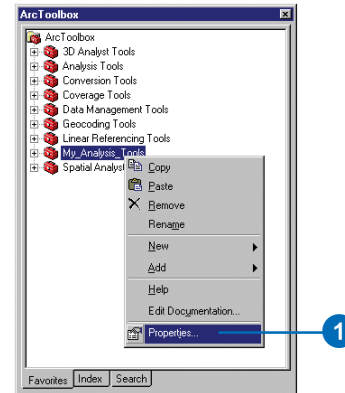 ArcToolbox
ArcToolbox
3D Analyst Tools
Analysis Tools
Conversion Tools
Coverage Tools
Data Management Tools
Geocoding Tools
Linear Referencing Tools
My_Analysis_Tools
Spatial Analyst
Copy
Paste
Remove
Rename
New
Add
Help
Edit Documentation...
Properties...
1
Favorites Index Search